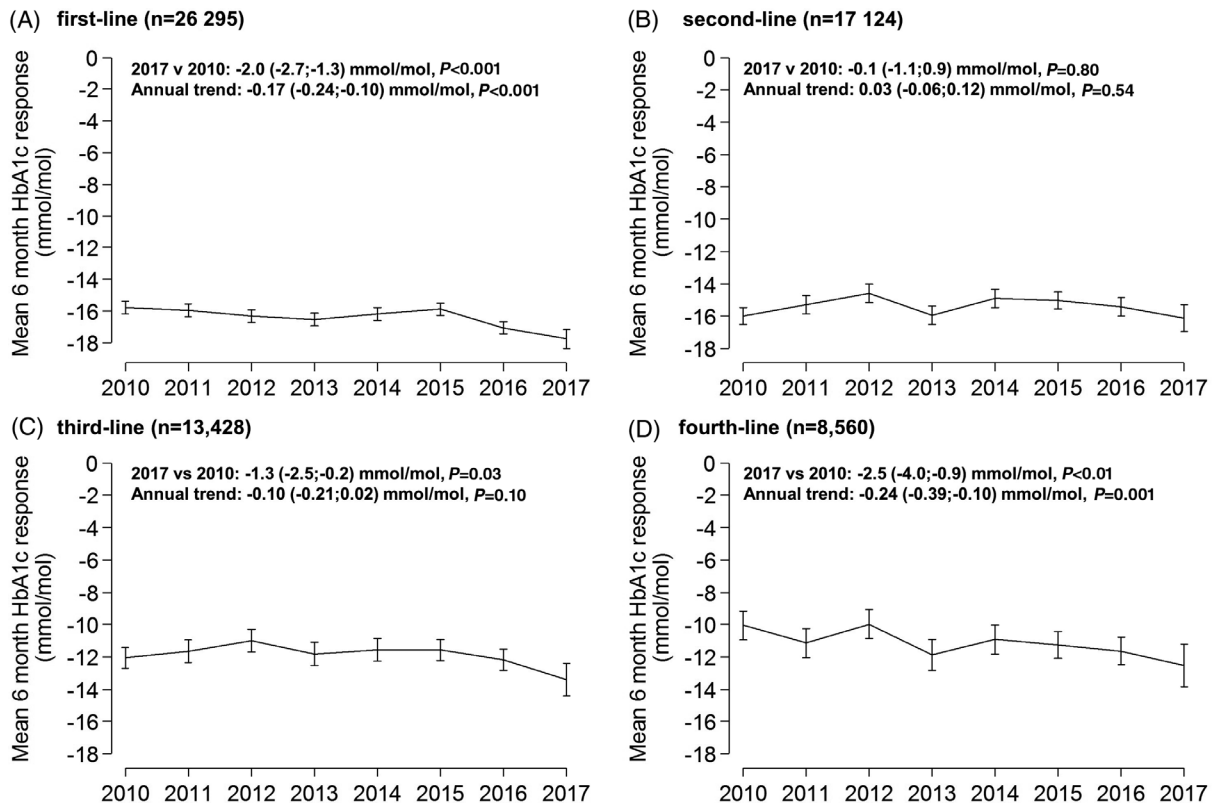 (A) first-line (n=26 295)
2017 v 2010: -2.0 (-2.7;-1.3) mmol/mol, P<0.001
Annual trend: -0.17 (-0.24;-0.10) mmol/mol, P<0.001
Mean 6 month HbA1c response
(mmol/mol)
0
-2
-4
-6
-8
-10
-12
-14
-16
-18
2010 2011 2012 2013 2014 2015 2016 2017
(B) second-line (n=17 124)
2017 v 2010: -0.1 (-1.1;0.9) mmol/mol, P=0.80
Annual trend: 0.03 (-0.06;0.12) mmol/mol, P=0.54
Mean 6 month HbA1c response
(mmol/mol)
0
-2
-4
-6
-8
-10
-12
-14
-16
-18
2010 2011 2012 2013 2014 2015 2016 2017
(C) third-line (n=13,428)
2017 vs 2010: -1.3 (-2.5;-0.2) mmol/mol, P=0.03
Annual trend: -0.10 (-0.21;0.02) mmol/mol, P=0.10
Mean 6 month HbA1c response
(mmol/mol)
0
-2
-4
-6
-8
-10
-12
-14
-16
-18
2010 2011 2012 2013 2014 2015 2016 2017
(D) fourth-line (n=8,560)
2017 vs 2010: -2.5 (-4.0;-0.9) mmol/mol, P<0.01
Annual trend: -0.24 (-0.39;-0.10) mmol/mol, P=0.001
Mean 6 month HbA1c response
(mmol/mol)
0
-2
-4
-6
-8
-10
-12
-14
-16
-18
2010 2011 2012 2013 2014 2015 2016 2017